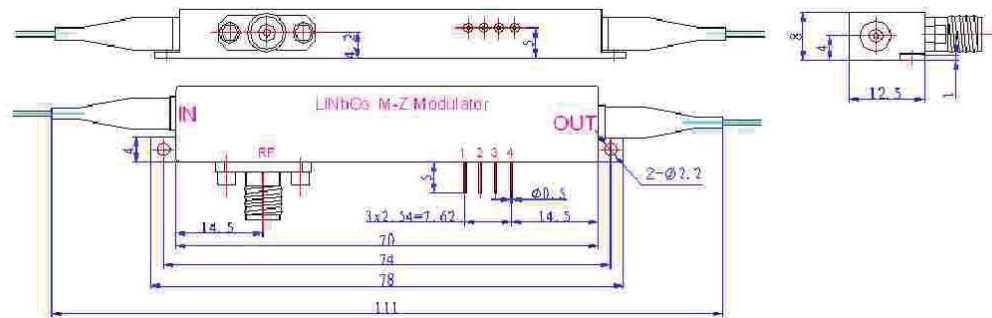 4.2
5
8
4
1
12.5
LiNbO3 M-Z Modulator
IN
OUT
RF
1 2 3 4
4
5
2-Ø2.2
Ø0.5
3x2.54=7.62
14.5
14.5
70
74
78
111